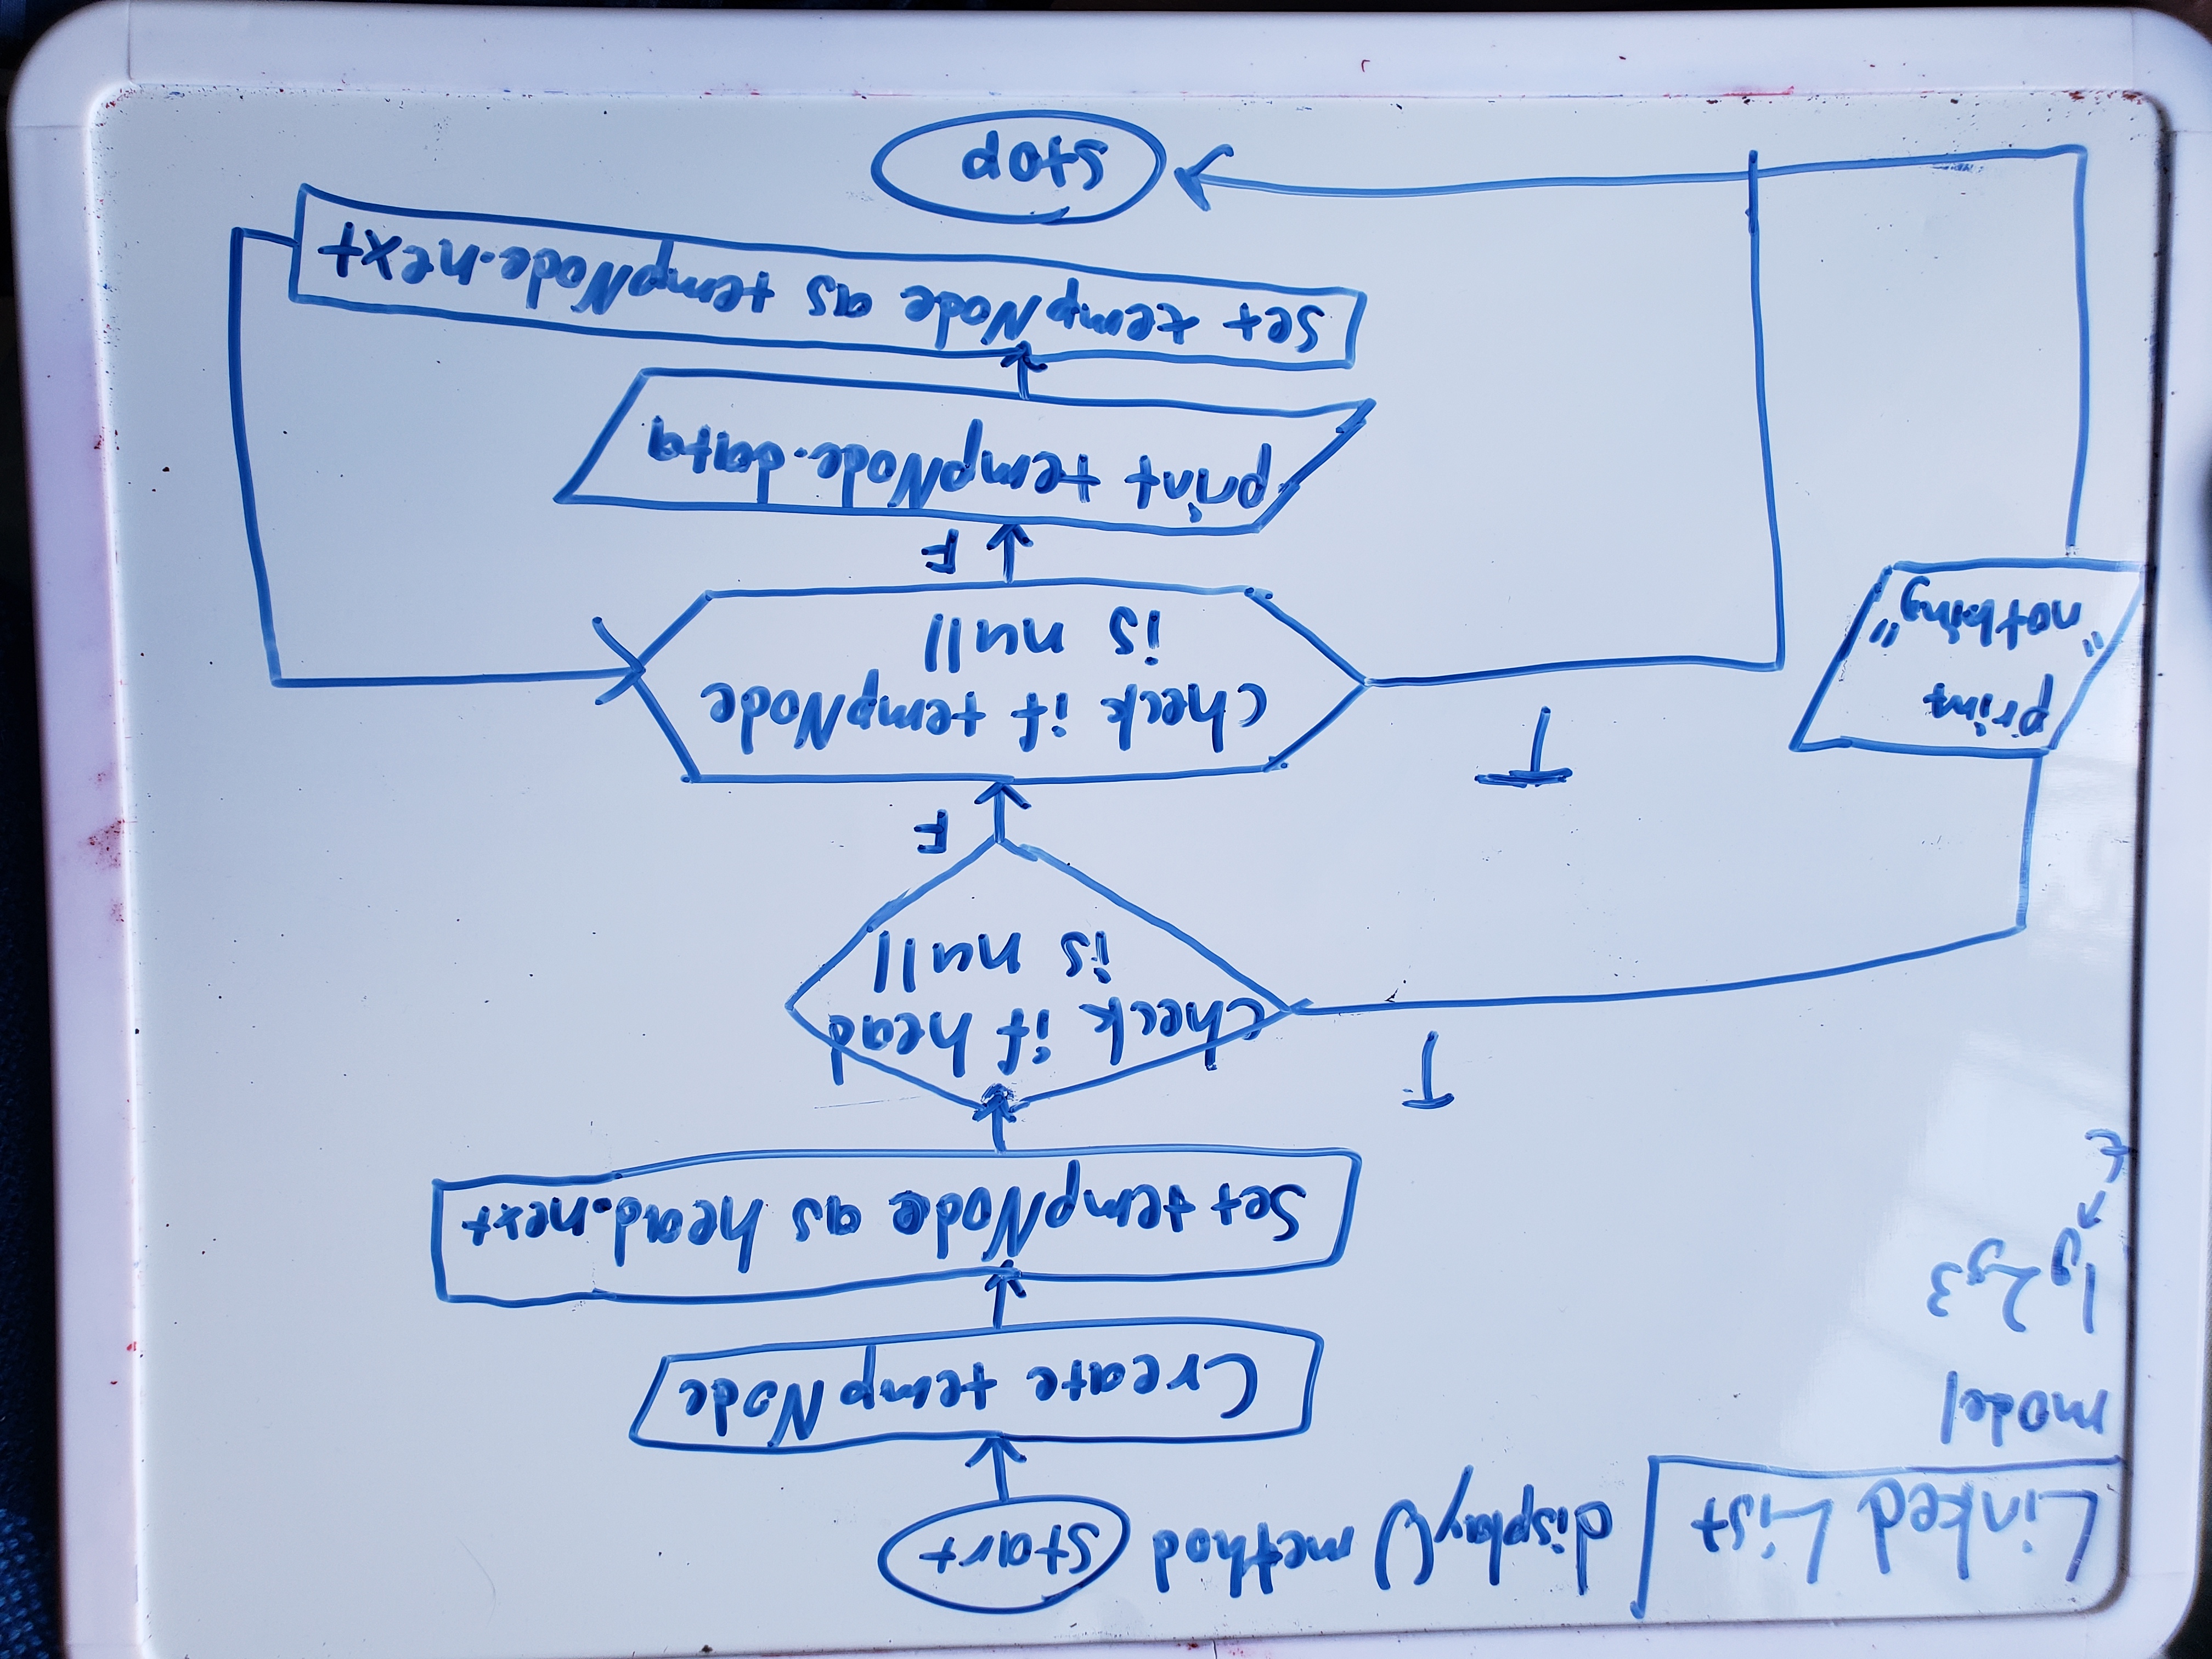 Linked List
display() method
start
model
1,2,3
t
Create tempNode
Set tempNode as head.next
T
check if head
is null
F
T
check if tempNode
is null
print
"nothing"
F
print tempNode.data
set tempNode as tempNode.next
stop